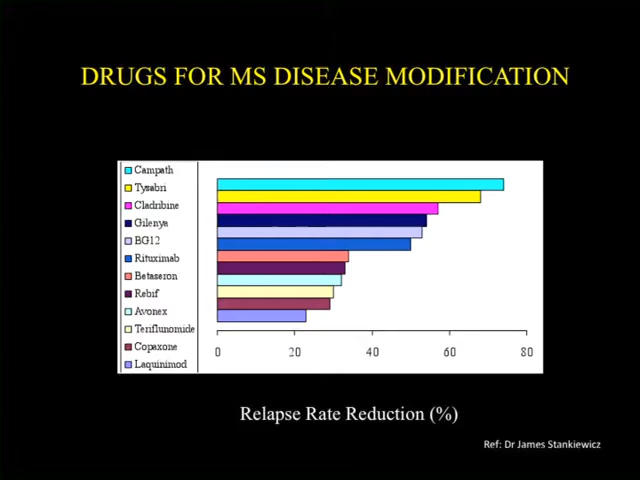 DRUGS FOR MS DISEASE MODIFICATION
Campath
Tysabri
Cladribine
Gilenya
BG12
Rituximab
Betaseron
Rebif
Avonex
Teriflunomide
Copaxone
Laquinimod
0 20 40 60 80
Relapse Rate Reduction (%)
Ref: Dr James Stankiewicz